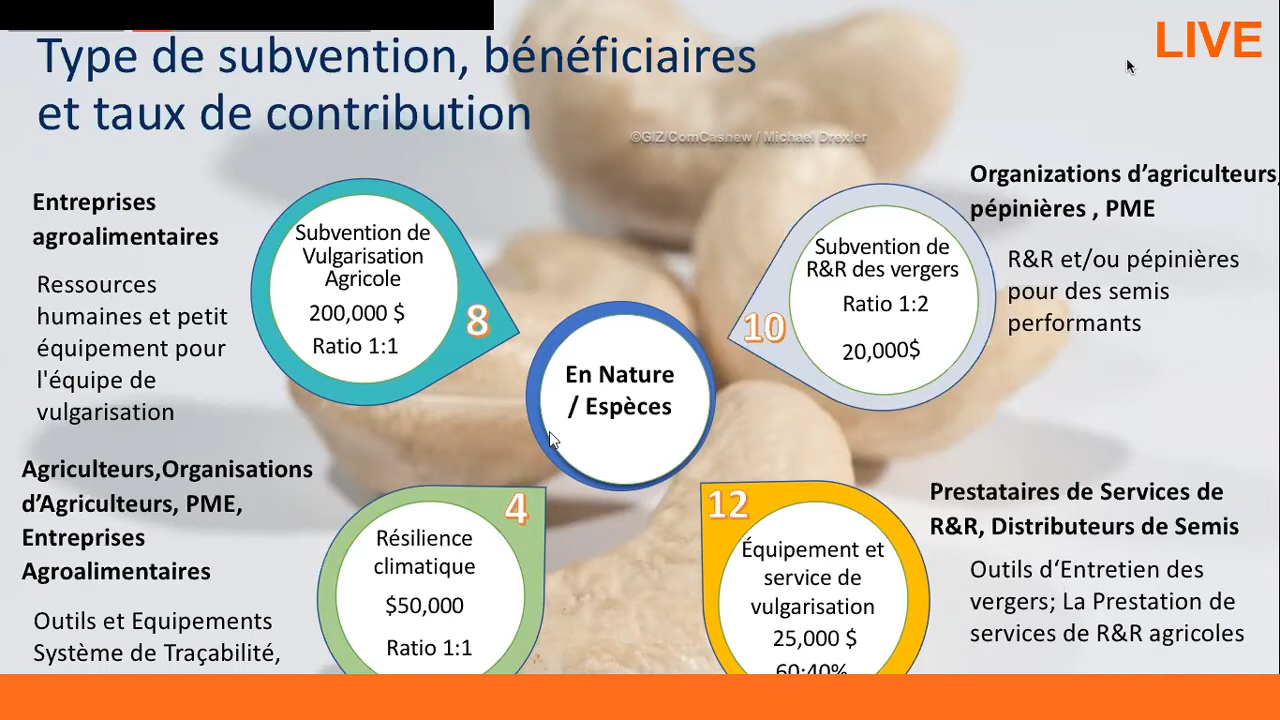 LIVE
Type de subvention, bénéficiaires
et taux de contribution
©GIZ/ComCasnew / Michael Drexler
Entreprises
agroalimentaires
Ressources
humaines et petit
équipement pour
l'équipe de
vulgarisation
Subvention de
Vulgarisation
Agricole
200,000 $
Ratio 1:1
8
En Nature
/ Espèces
10
Subvention de
R&R des vergers
Ratio 1:2
20,000$
Organizations d’agriculteurs,
pépinières , PME
R&R et/ou pépinières
pour des semis
performants
Agriculteurs,Organisations
d’Agriculteurs, PME,
Entreprises
Agroalimentaires
Outils et Equipements
Système de Traçabilité,
4
Résilience
climatique
$50,000
Ratio 1:1
12
Équipement et
service de
vulgarisation
25,000 $
60:40%
Prestataires de Services de
R&R, Distributeurs de Semis
Outils d‘Entretien des
vergers; La Prestation de
services de R&R agricoles